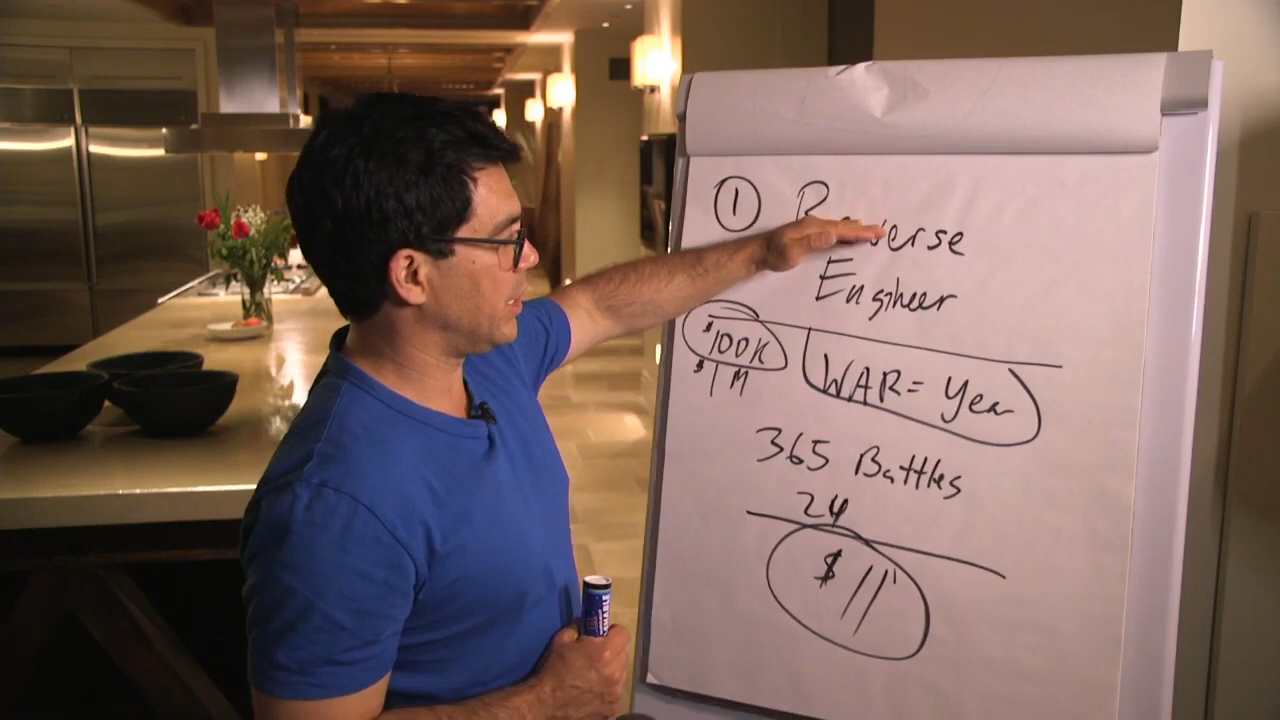 ① Reverse
Engineer
$100K
$1M
WAR = Year
365 Battles
24
$11